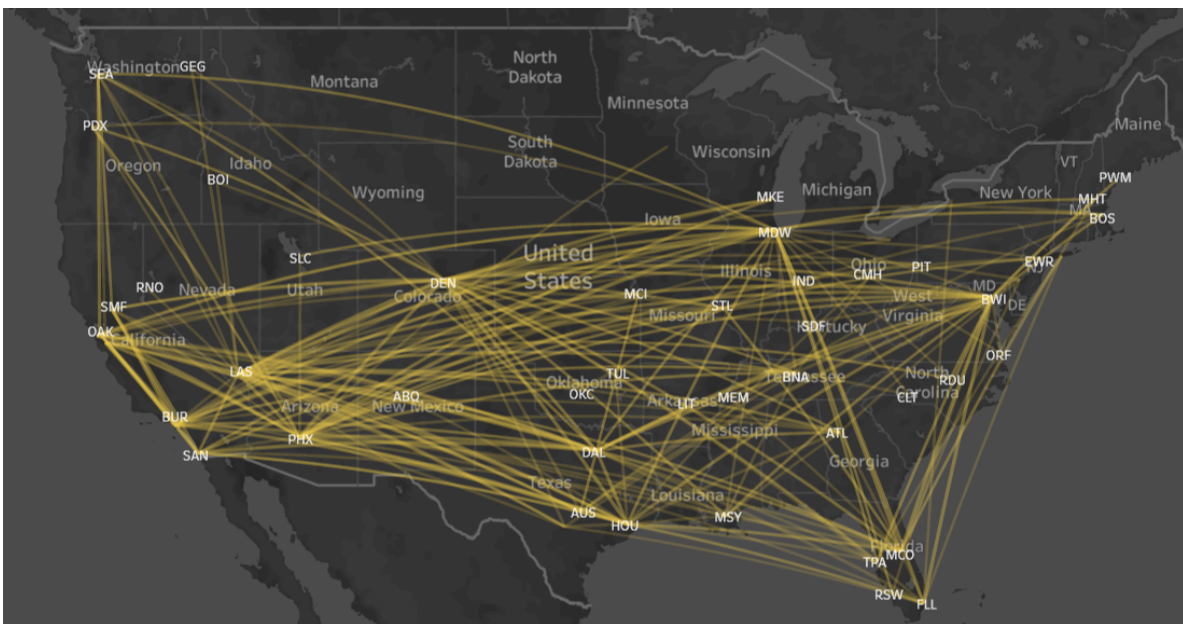 North
Dakota
Washington
GEG
SEA
Montana
Minnesota
PDX
Maine
South
Dakota
Wisconsin
Oregon
Idaho
VT
BOI
Wyoming
Michigan
New York
PWM
MKE
MHT
BOS
Iowa
MDW
United
States
SLC
EWR
NJ
Ohio
PIT
CMH
Illinois
IND
DEN
Colorado
RNO
Nevada
Utah
MCI
MD
BWI
DE
SMF
STL
West
Virginia
Missouri
OAK
California
SDF
Kentucky
ORF
LAS
TUL
Oklahoma
BNA
Tennessee
North
Carolina
RDU
ABQ
OKC
Arkansas
LIT
MEM
CLT
Arizona
New Mexico
BUR
PHX
Mississippi
ATL
SAN
DAL
Georgia
Texas
Louisiana
AUS
HOU
MSY
Florida
MCO
TPA
RSW
FLL